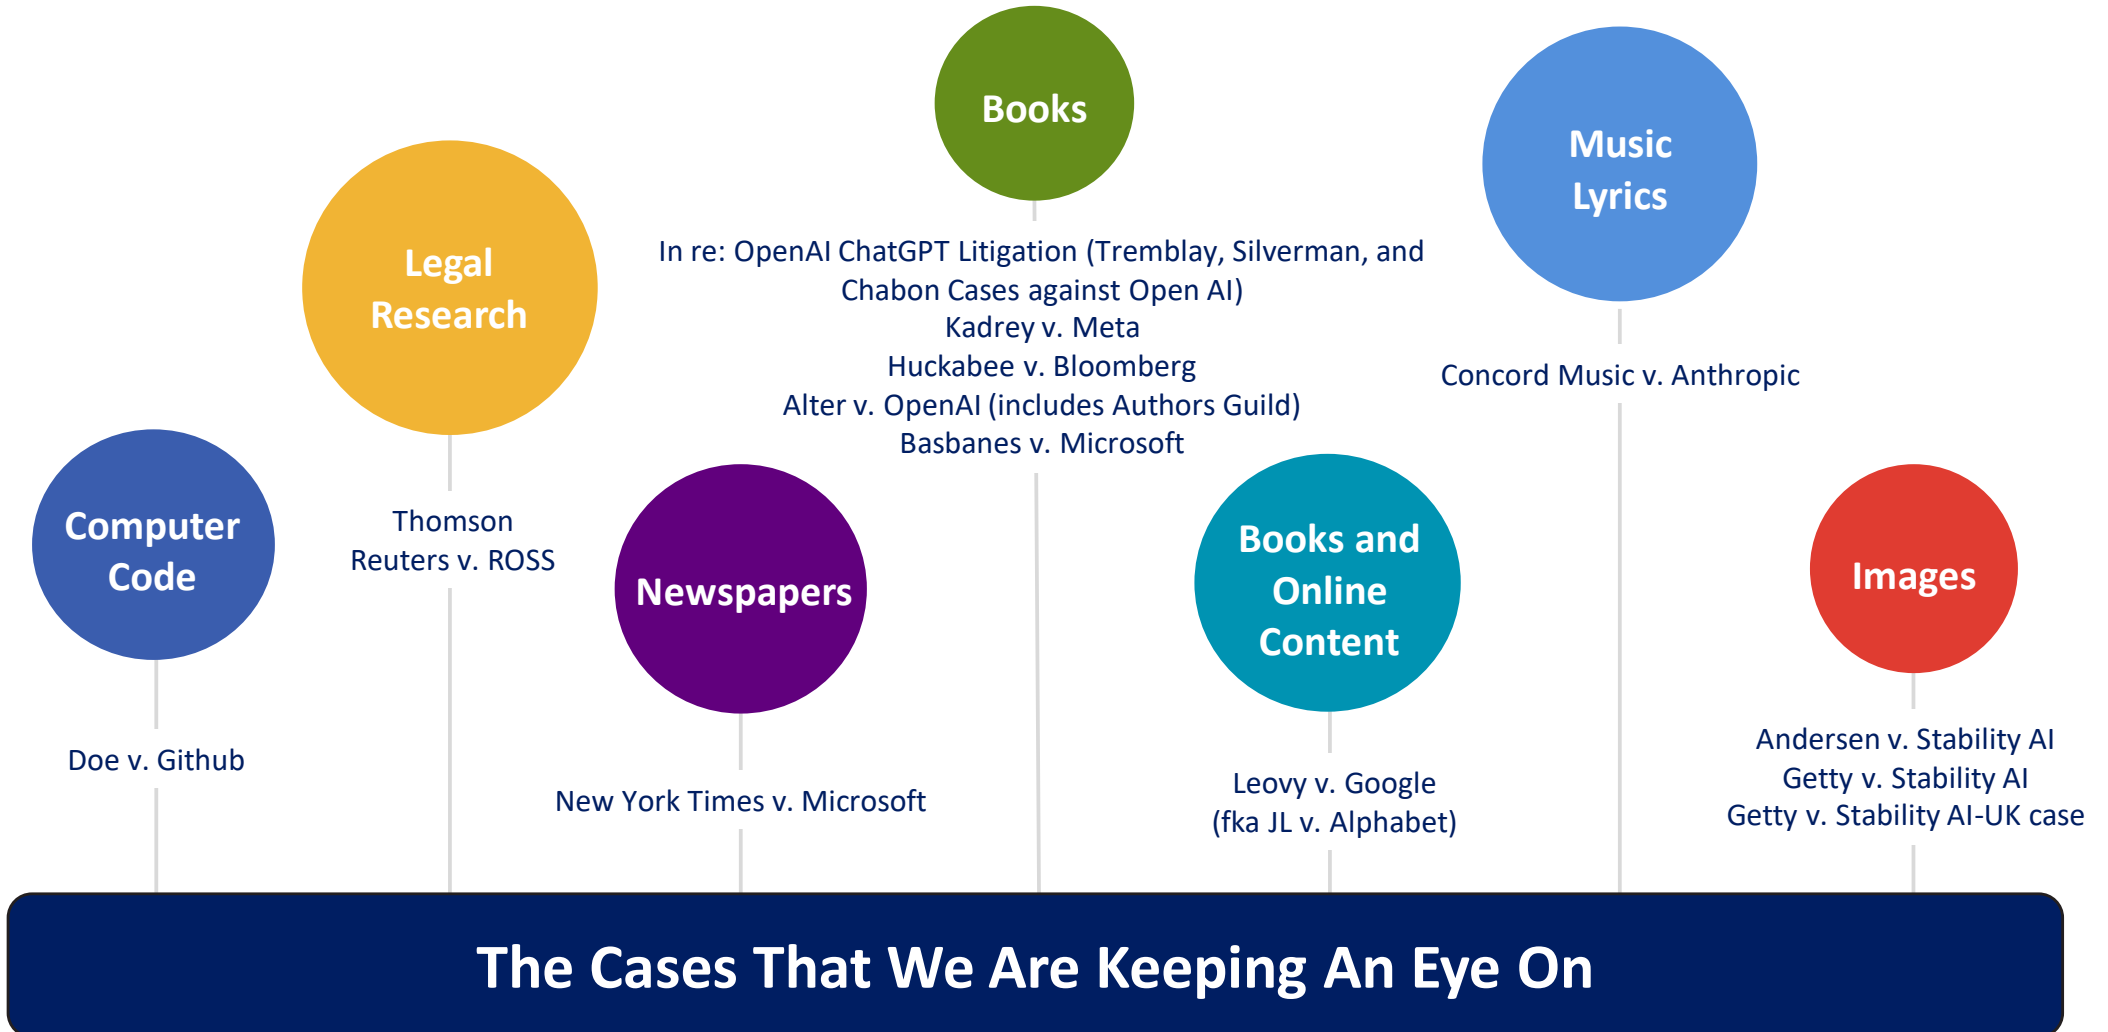 Computer
Code
Doe v. Github
Legal
Research
Thomson
Reuters v. ROSS
Newspapers
New York Times v. Microsoft
Books
In re: OpenAI ChatGPT Litigation (Tremblay, Silverman, and
Chabon Cases against Open AI)
Kadrey v. Meta
Huckabee v. Bloomberg
Alter v. OpenAI (includes Authors Guild)
Basbanes v. Microsoft
Books and
Online
Content
Leovy v. Google
(fka JL v. Alphabet)
Music
Lyrics
Concord Music v. Anthropic
Images
Andersen v. Stability AI
Getty v. Stability AI
Getty v. Stability AI-UK case
The Cases That We Are Keeping An Eye On